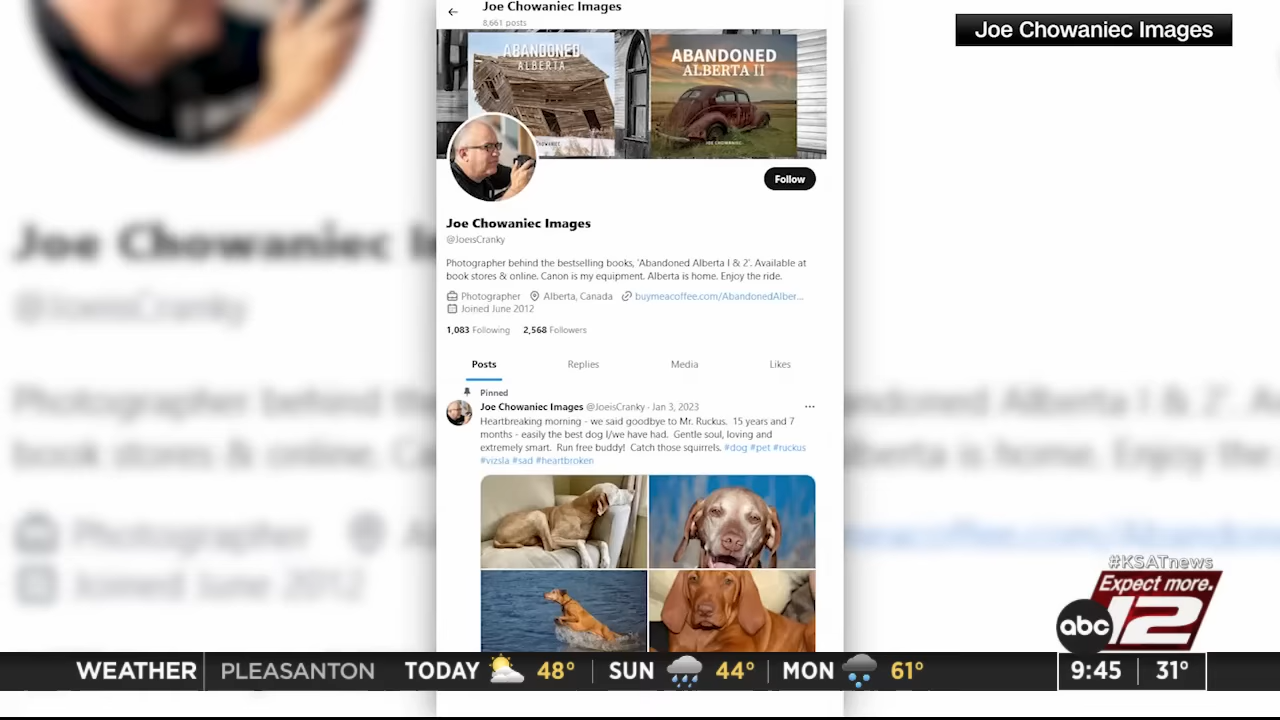 Joe Chowaniec Images
8,661 posts
Joe Chowaniec Images
ABANDONED
ALBERTA
ABANDONED
ALBERTA II
JOE CHOWANIEC
Follow
Joe Chowaniec Images
@JoeisCranky
Photographer behind the bestselling books, 'Abandoned Alberta I & 2'. Available at
book stores & online. Canon is my equipment. Alberta is home. Enjoy the ride.
Photographer Alberta, Canada buymeacoffee.com/AbandonedAlber...
Joined June 2012
1,083 Following 2,568 Followers
Posts Replies Media Likes
Pinned
Joe Chowaniec Images @JoeisCranky · Jan 3, 2023
Heartbreaking morning - we said goodbye to Mr. Ruckus. 15 years and 7
months - easily the best dog I/we have had. Gentle soul, loving and
extremely smart. Run free buddy! Catch those squirrels. #dog #pet #ruckus
#vizsla #sad #heartbroken
#KSATnews
Expect more.
abc 12
WEATHER PLEASANTON TODAY 48° SUN 44° MON 61° 9:45 31°